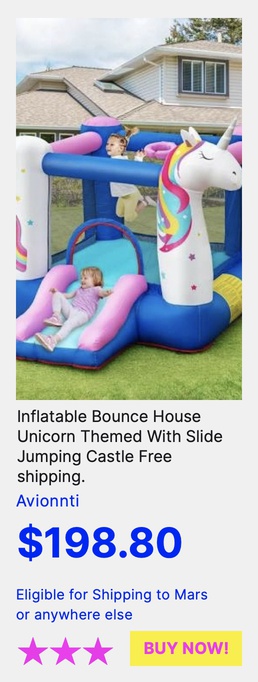 Inflatable Bounce House
Unicorn Themed With Slide
Jumping Castle Free
shipping.
Avionnti
$198.80
Eligible for Shipping to Mars
or anywhere else
BUY NOW!